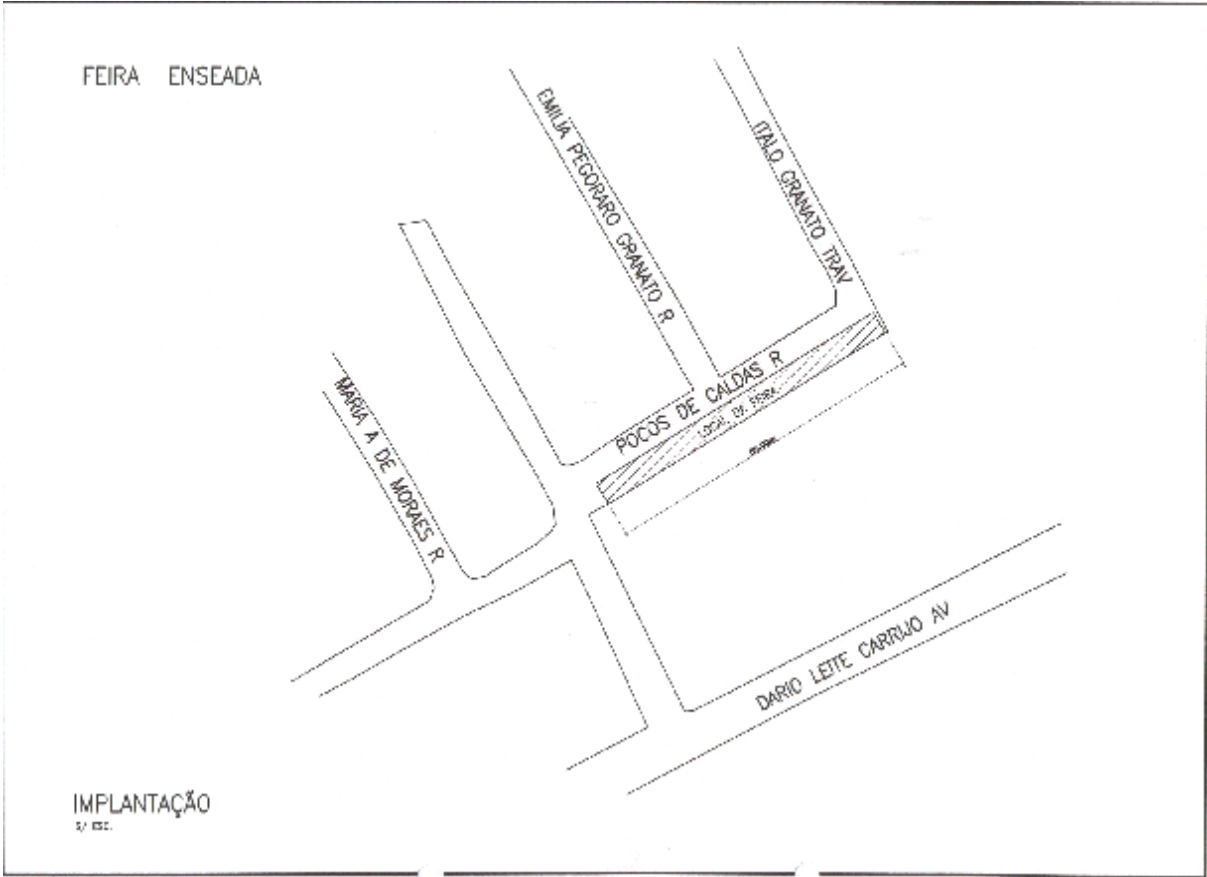 FEIRA ENSEADA
EMILIA PEGORARO GRANATO R
ITALO GRANATO TRAV
MARIA A DE MORAES R
POCOS DE CALDAS R
LOCAL DA FEIRA
DARIO LEITE CARRIJO AV
IMPLANTAÇÃO
S/ ESC.